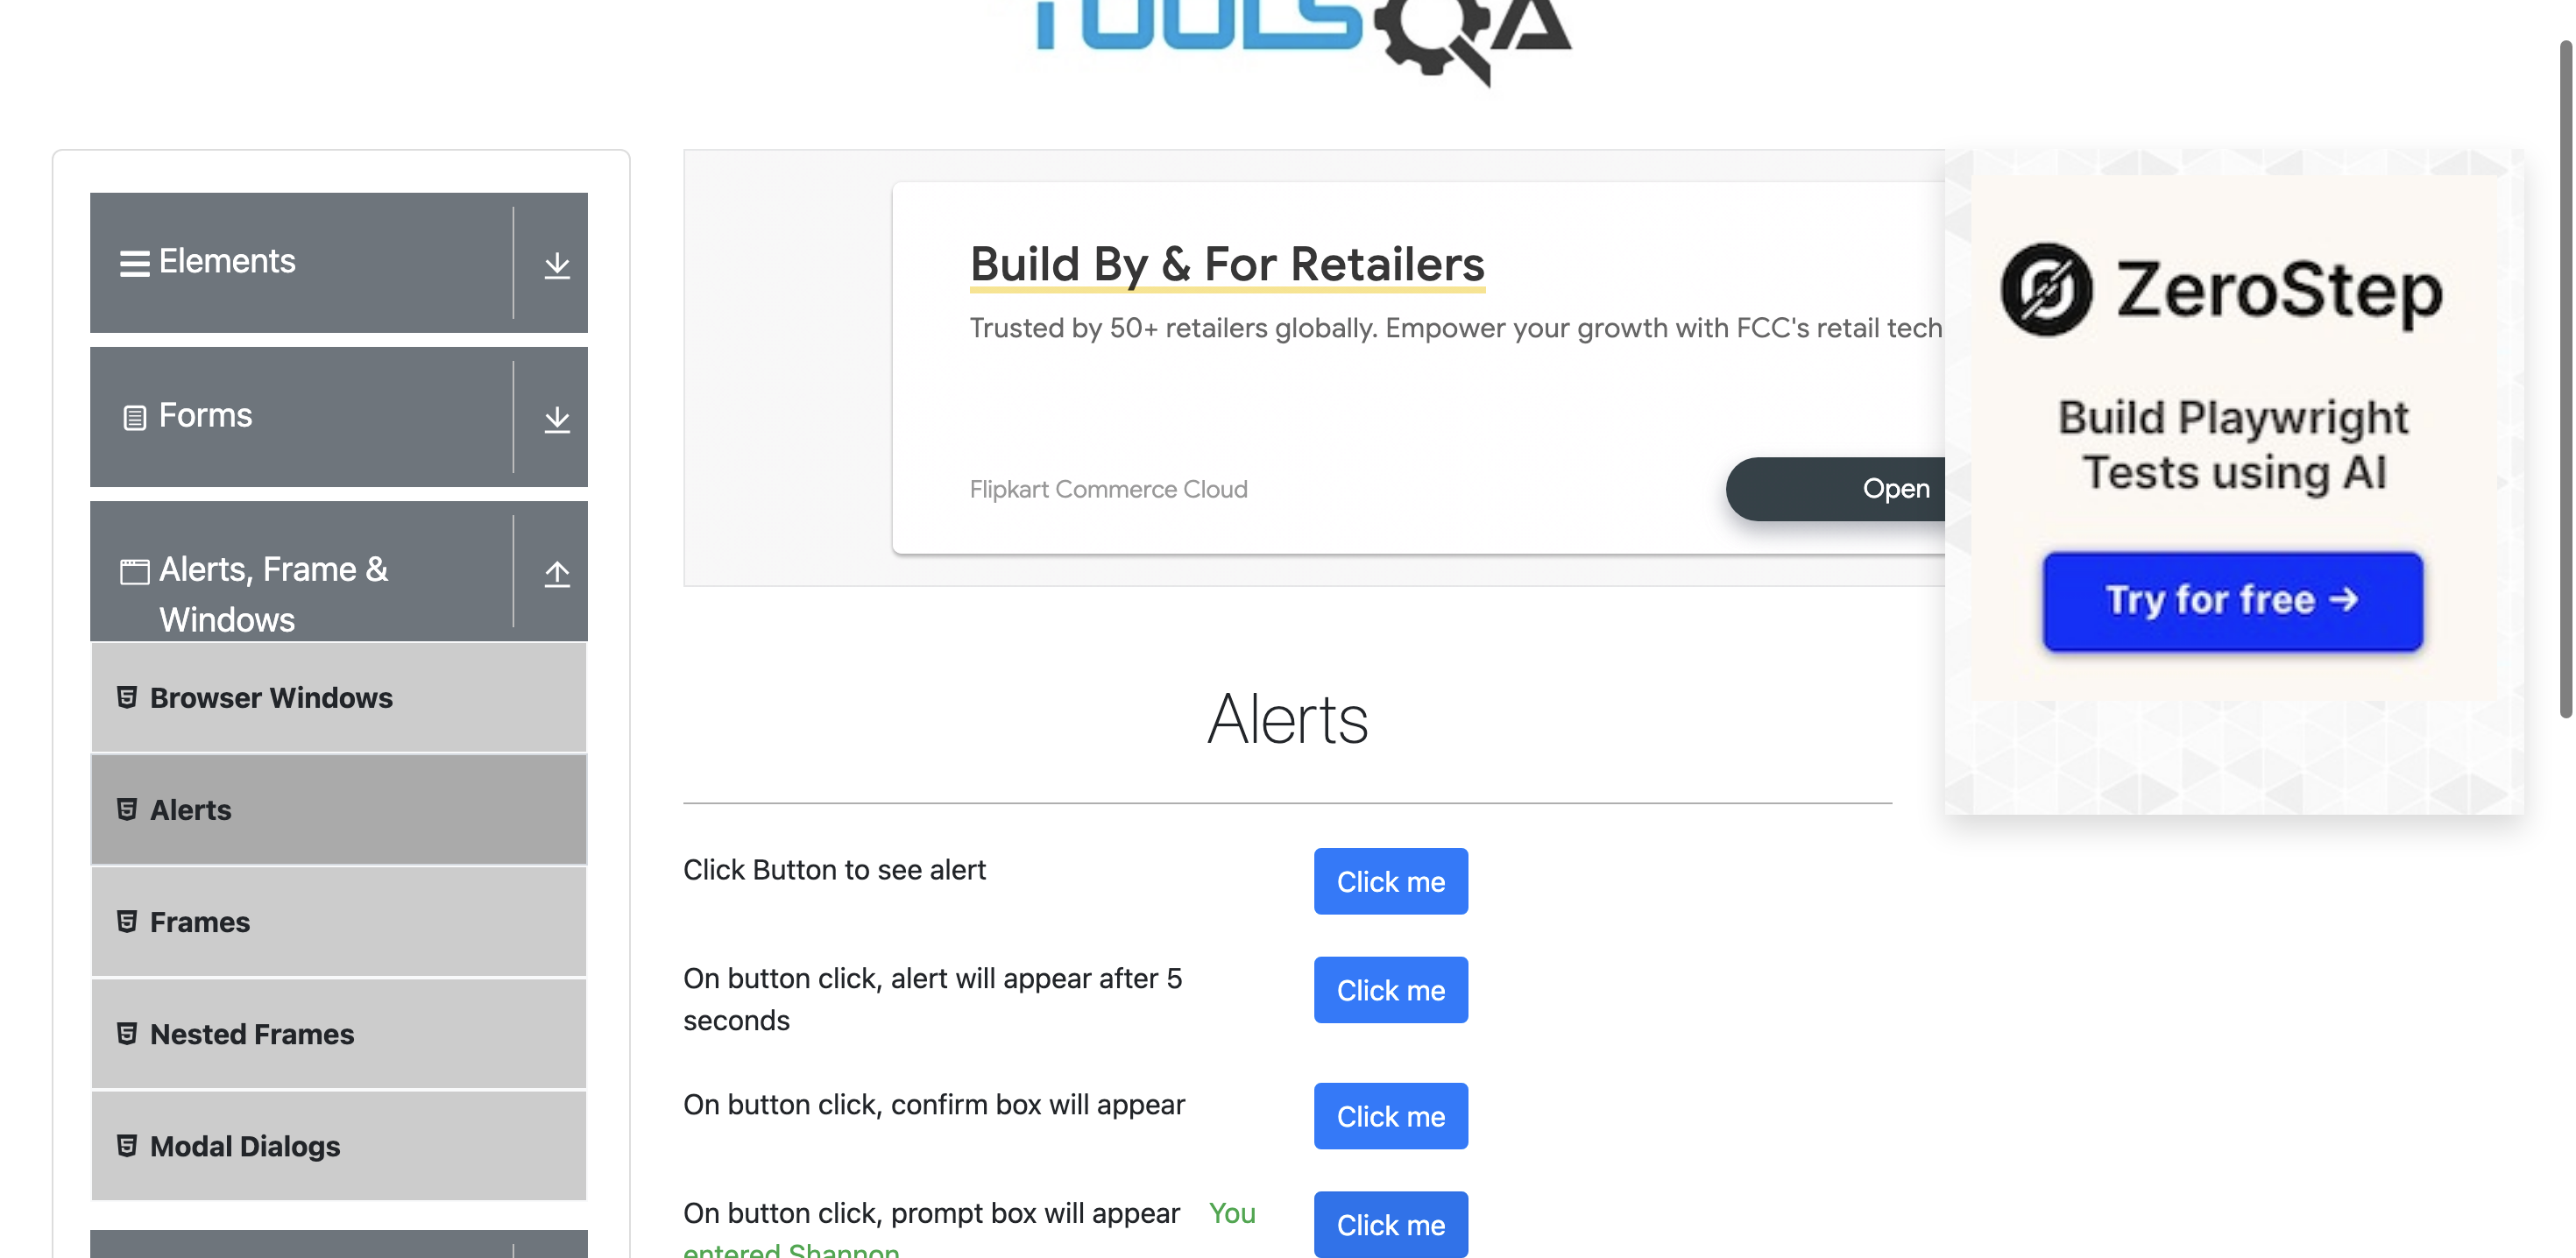 TOOLSQA
Elements
Forms
Alerts, Frame &
Windows
Browser Windows
Alerts
Frames
Nested Frames
Modal Dialogs
Build By & For Retailers
Trusted by 50+ retailers globally. Empower your growth with FCC's retail tech
Flipkart Commerce Cloud
Open
ZeroStep
Build Playwright
Tests using AI
Try for free →
Alerts
Click Button to see alert
Click me
On button click, alert will appear after 5
seconds
Click me
On button click, confirm box will appear
Click me
On button click, prompt box will appear You
entered Shannon
Click me